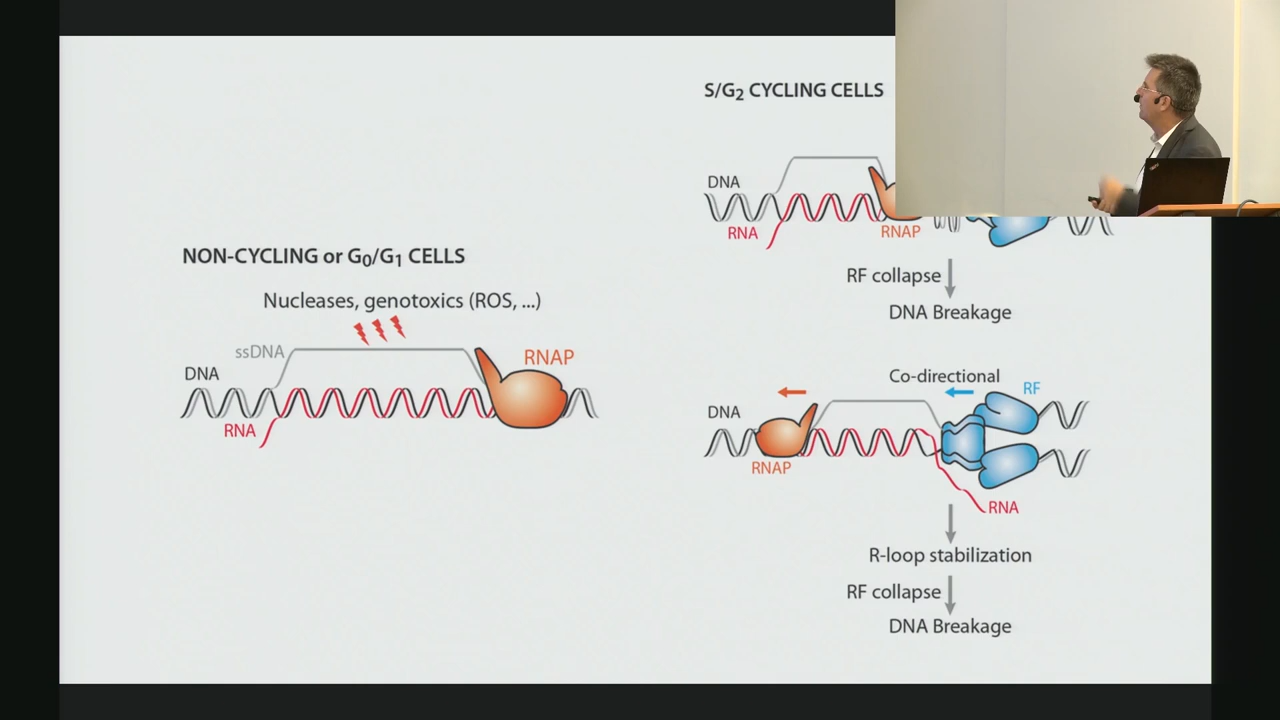 NON-CYCLING or G₀/G₁ CELLS
Nucleases, genotoxics (ROS, ...)
ssDNA
RNAP
DNA
RNA
S/G₂ CYCLING CELLS
DNA
RNA
RNAP
RF collapse
DNA Breakage
Co-directional
RF
DNA
RNAP
RNA
R-loop stabilization
RF collapse
DNA Breakage